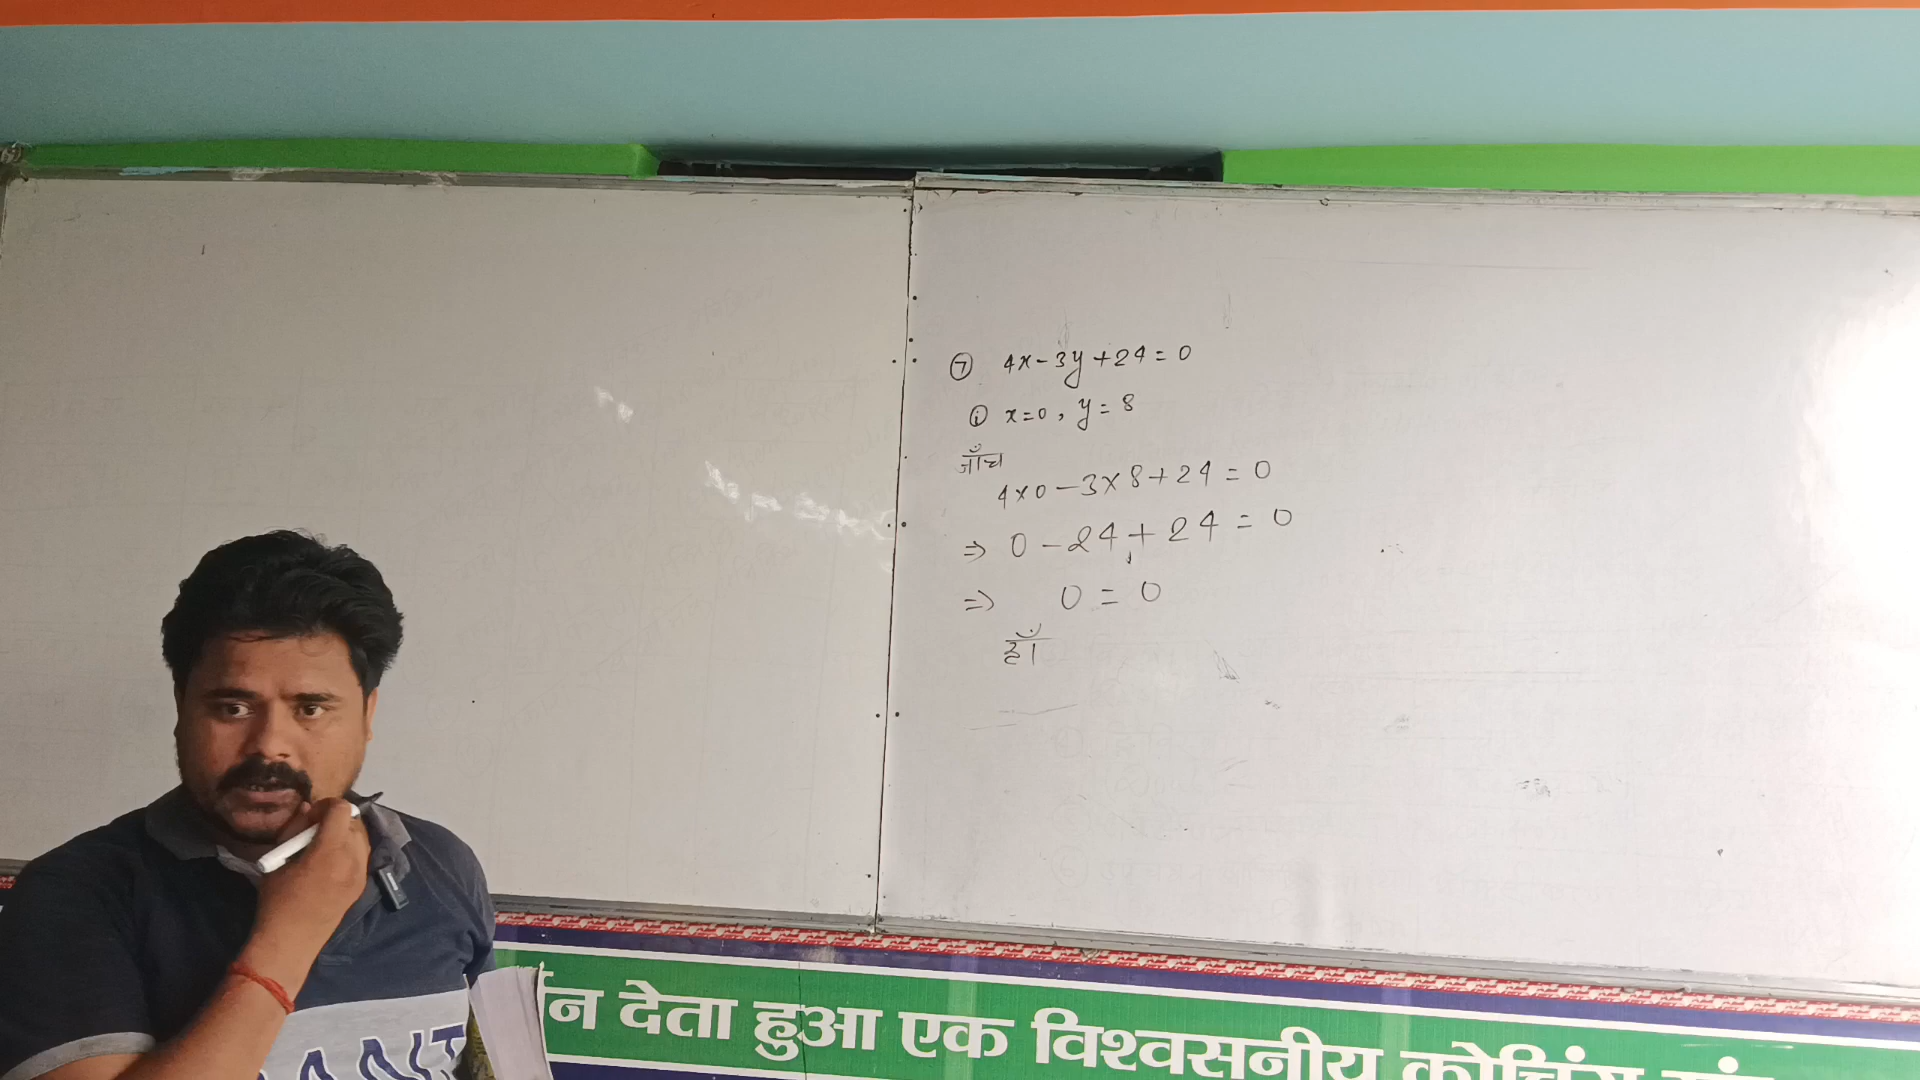 ⑦ 4x-3y+24=0
ⓘ x=0, y=8
जाँच
4×0-3×8+24=0
⇒ 0-24+24=0
⇒ 0=0
हाँ
देता हुआ एक विश्वसनीय कोचिंग